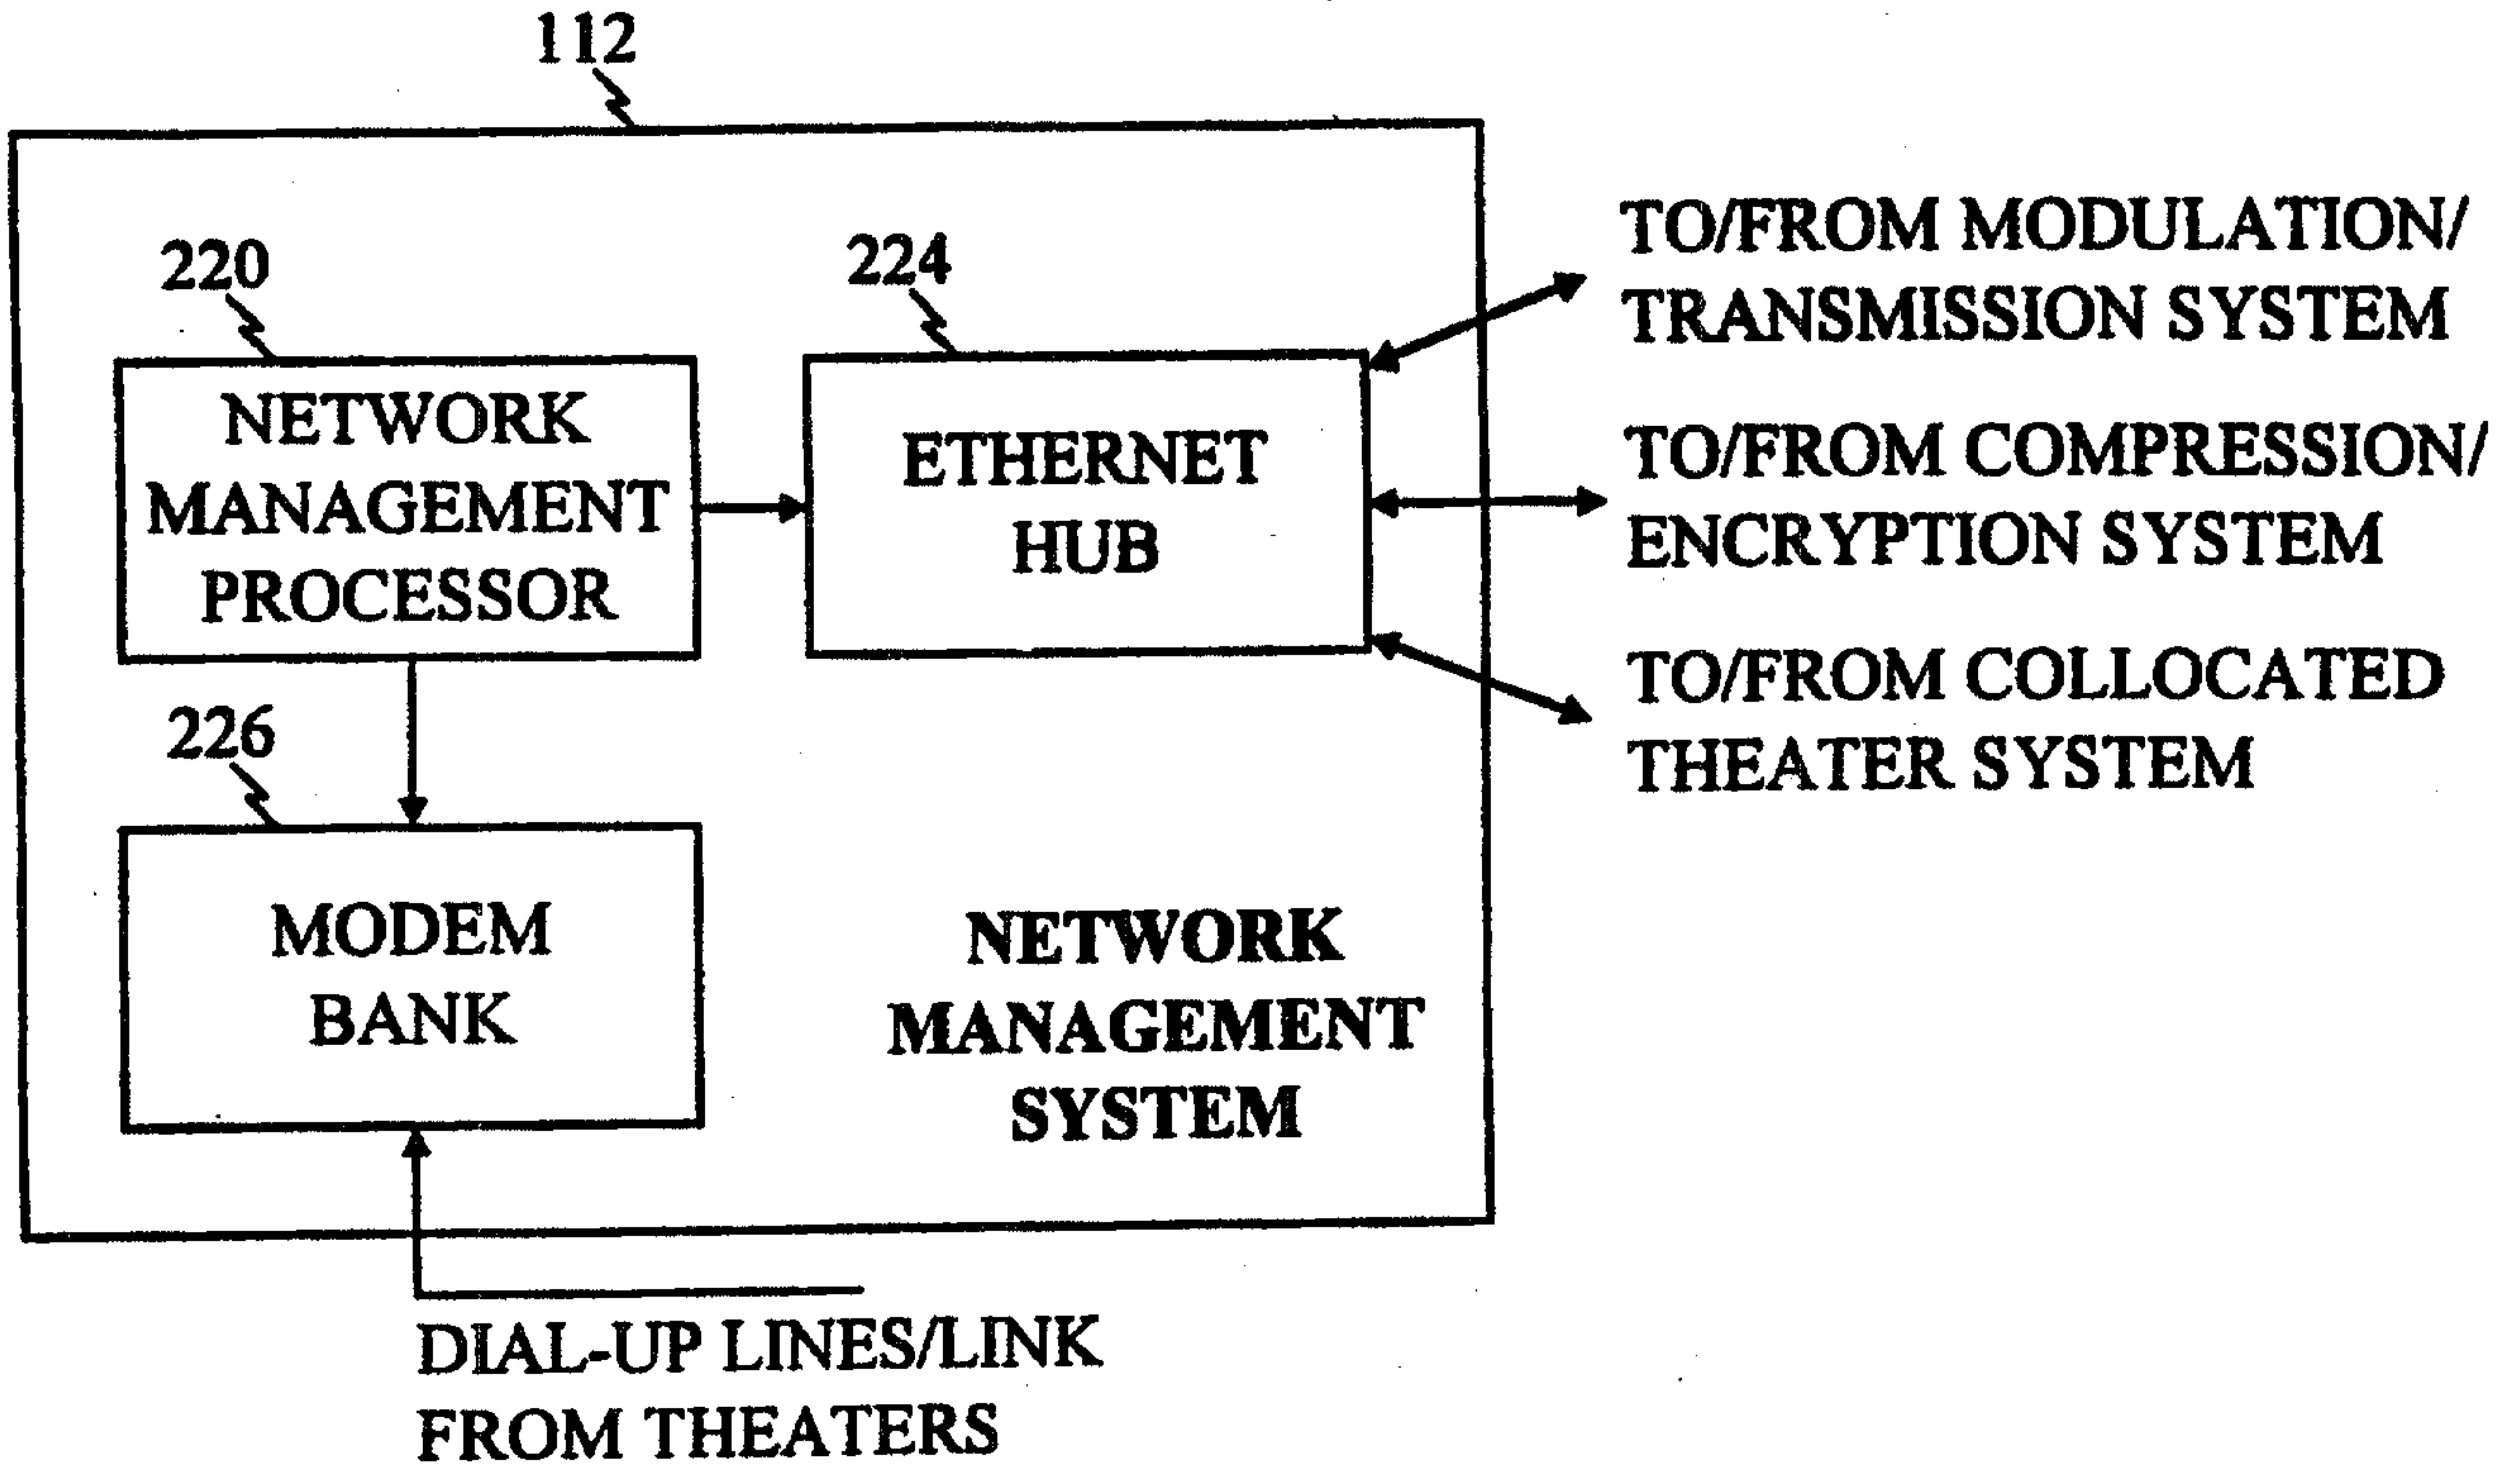 112
220
224
NETWORK
MANAGEMENT
PROCESSOR
ETHERNET
HUB
TO/FROM MODULATION/
TRANSMISSION SYSTEM
TO/FROM COMPRESSION/
ENCRYPTION SYSTEM
TO/FROM COLLOCATED
THEATER SYSTEM
226
MODEM
BANK
NETWORK
MANAGEMENT
SYSTEM
DIAL-UP LINES/LINK
FROM THEATERS